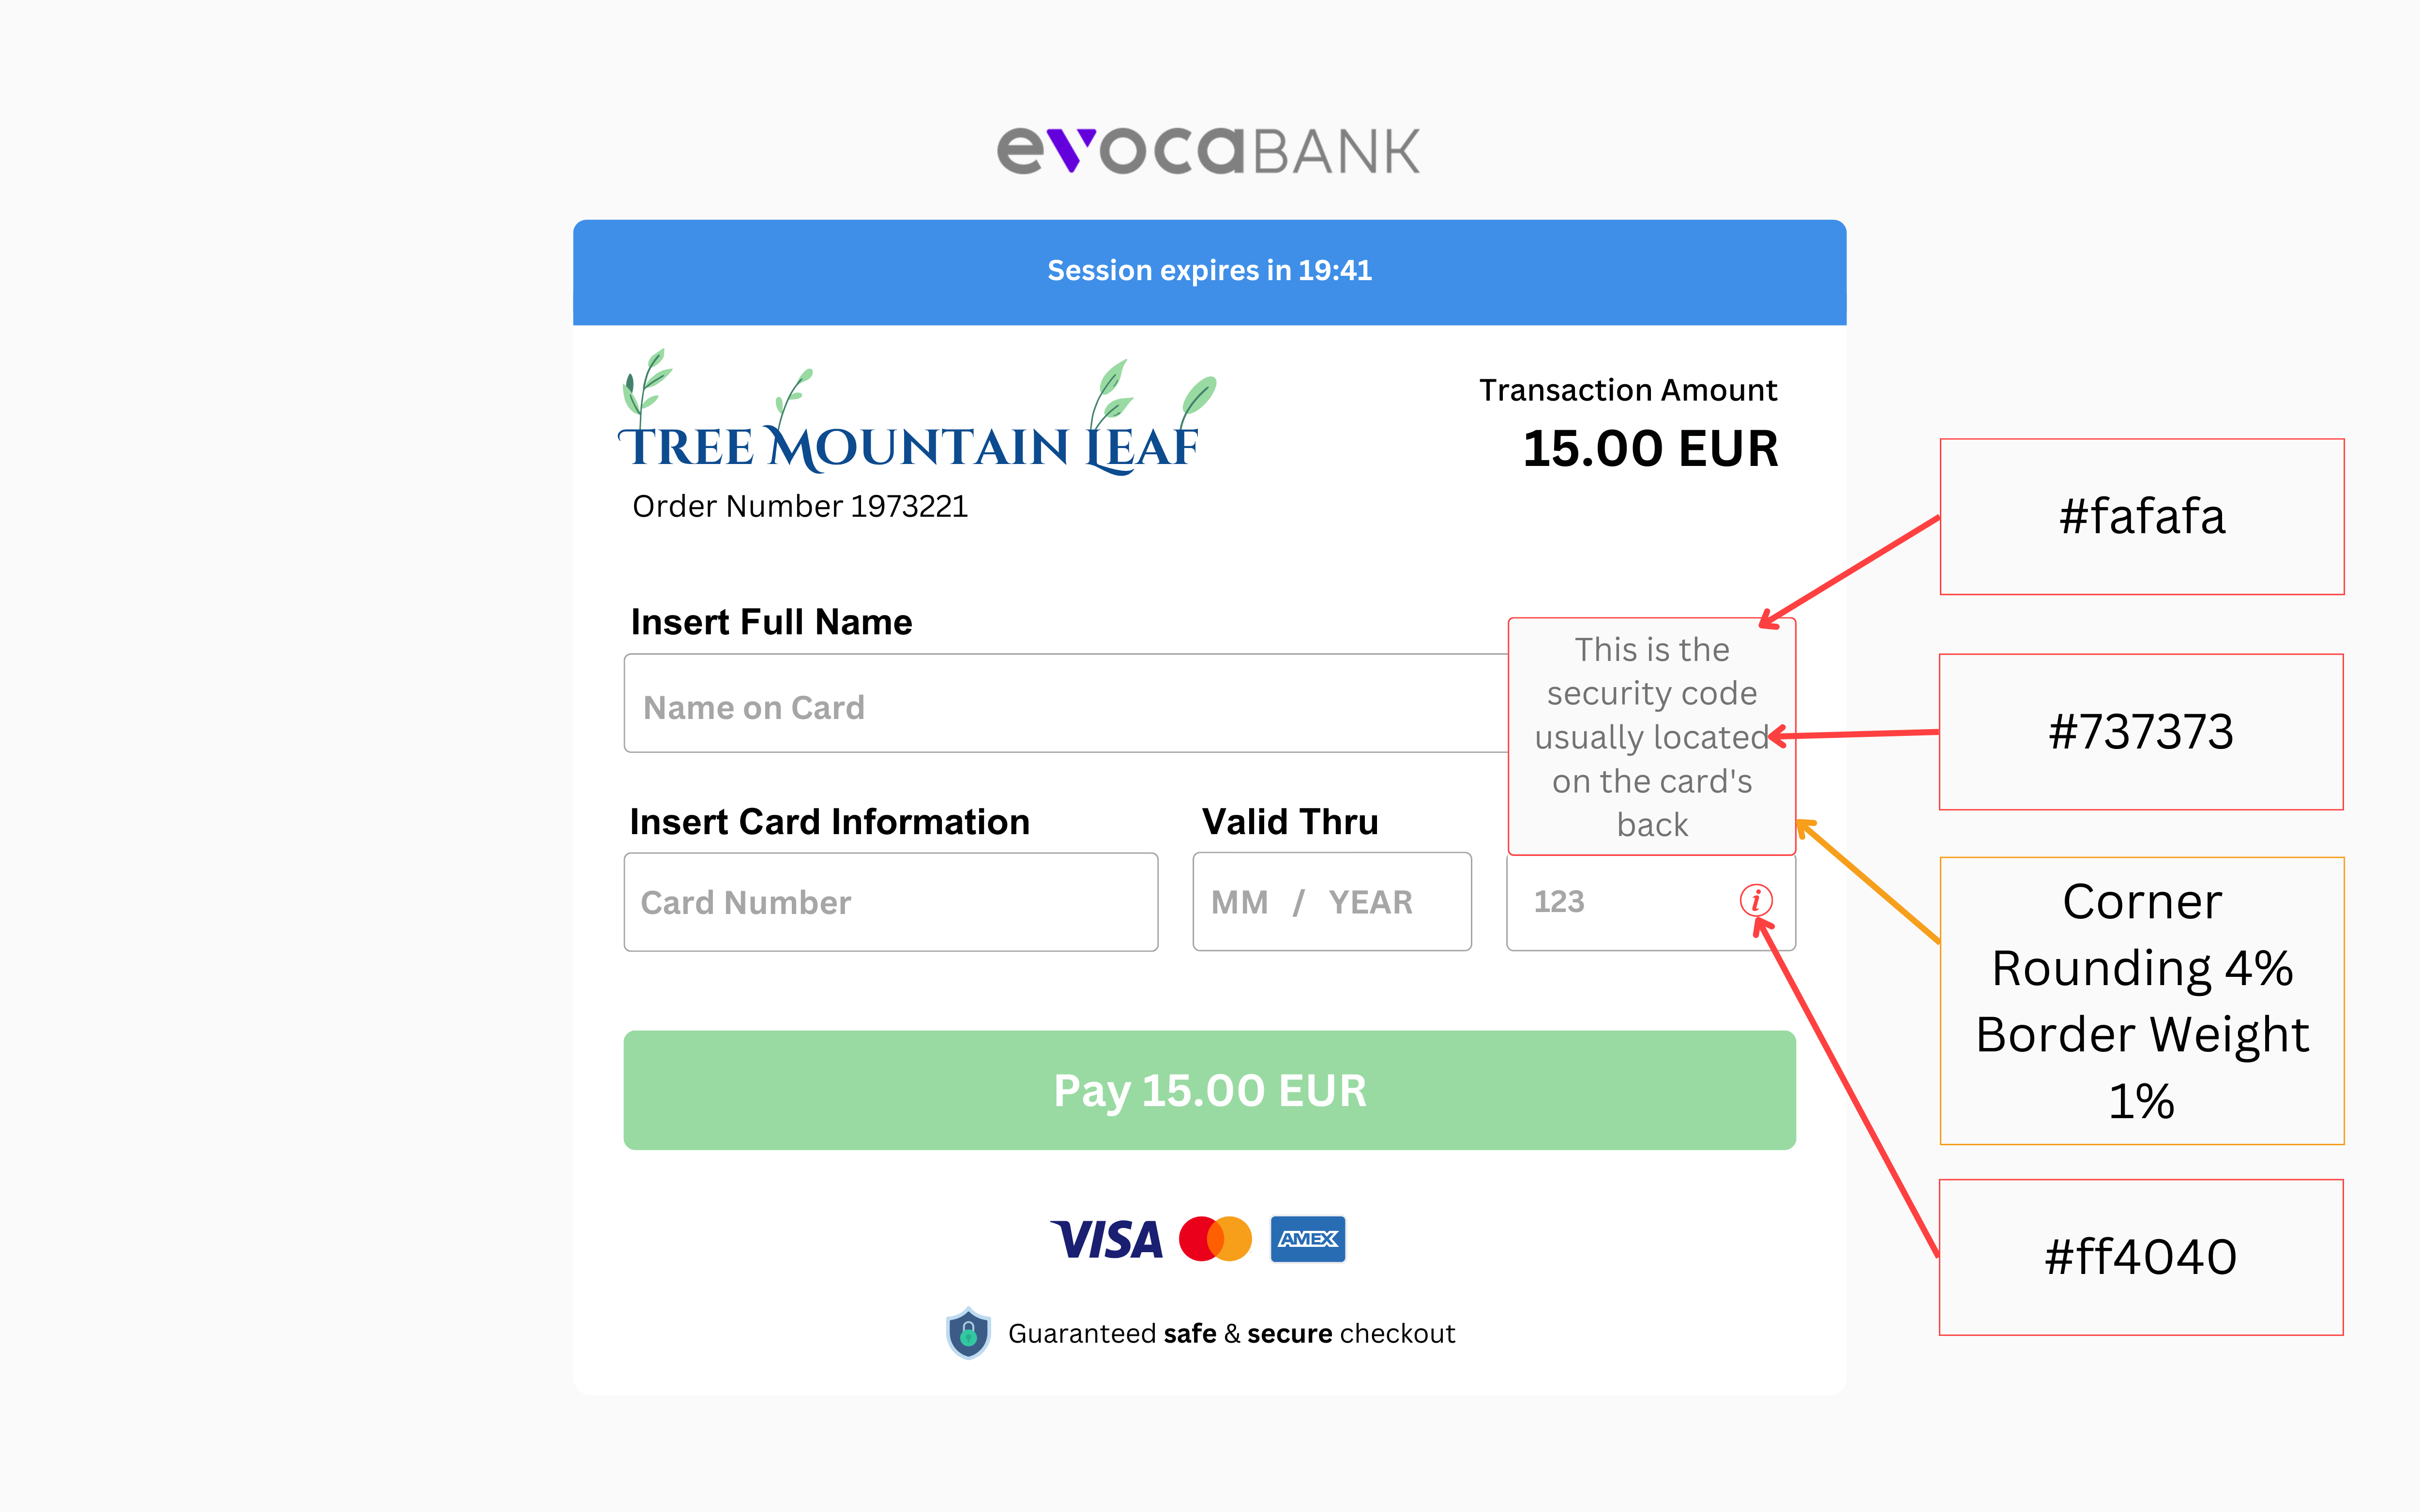 evocaBANK
Session expires in 19:41
TREE MOUNTAIN LEAF
Order Number 1973221
Transaction Amount
15.00 EUR
Insert Full Name
Name on Card
This is the
security code
usually located
on the card's
back
Insert Card Information
Valid Thru
Card Number
MM / YEAR
123
i
Pay 15.00 EUR
VISA
AMEX
Guaranteed safe & secure checkout
#fafafa
#737373
Corner
Rounding 4%
Border Weight
1%
#ff4040